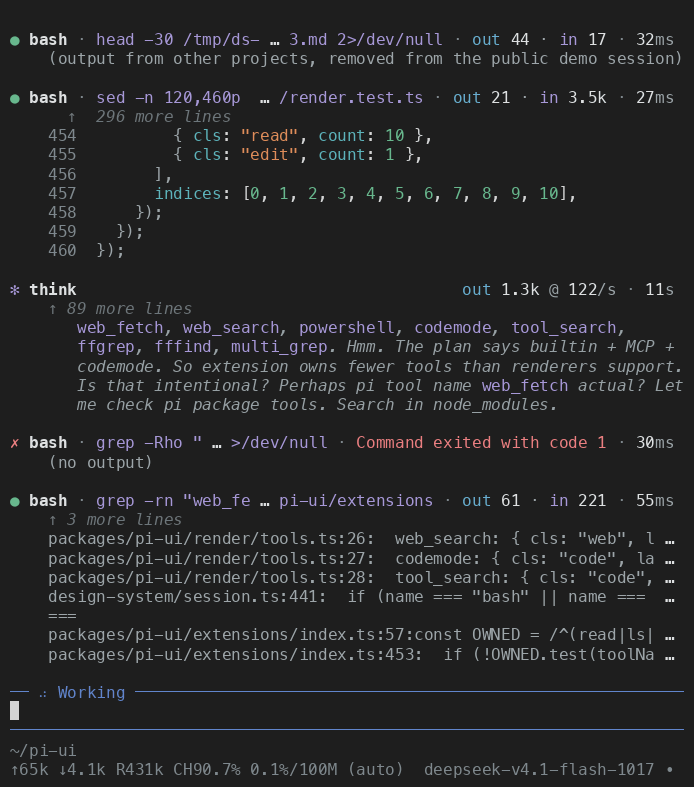 ● bash · head -30 /tmp/ds- … 3.md 2>/dev/null · out 44 · in 17 · 32ms
(output from other projects, removed from the public demo session)
● bash · sed -n 120,460p … /render.test.ts · out 21 · in 3.5k · 27ms
↑ 296 more lines
454 { cls: "read", count: 10 },
455 { cls: "edit", count: 1 },
456 ],
457 indices: [0, 1, 2, 3, 4, 5, 6, 7, 8, 9, 10],
458 });
459 });
460 });
✻ think out 1.3k @ 122/s · 11s
↑ 89 more lines
web_fetch, web_search, powershell, codemode, tool_search,
ffgrep, fffind, multi_grep. Hmm. The plan says builtin + MCP +
codemode. So extension owns fewer tools than renderers support.
Is that intentional? Perhaps pi tool name web_fetch actual? Let
me check pi package tools. Search in node_modules.
✗ bash · grep -Rho " … >/dev/null · Command exited with code 1 · 30ms
(no output)
● bash · grep -rn "web_fe … pi-ui/extensions · out 61 · in 221 · 55ms
↑ 3 more lines
packages/pi-ui/render/tools.ts:26: web_search: { cls: "web", l …
packages/pi-ui/render/tools.ts:27: codemode: { cls: "code", la …
packages/pi-ui/render/tools.ts:28: tool_search: { cls: "code", …
design-system/session.ts:441: if (name === "bash" || name === …
===
packages/pi-ui/extensions/index.ts:57:const OWNED = /^(read|ls| …
packages/pi-ui/extensions/index.ts:453: if (!OWNED.test(toolNa …
Working
~/pi-ui
↑65k ↓4.1k R431k CH90.7% 0.1%/100M (auto) deepseek-v4.1-flash-1017 •